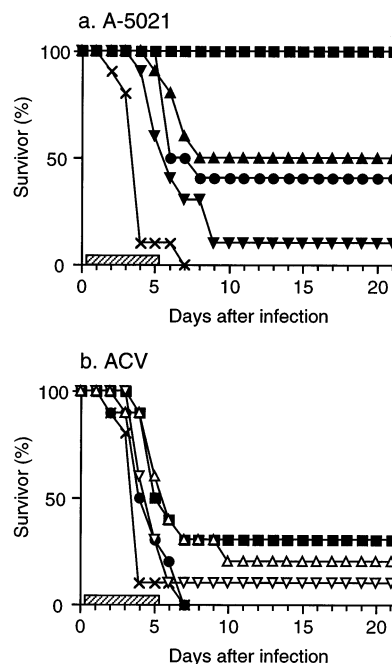 a. A-5021
100
50
0
Survivor (%)
0 5 10 15 20
Days after infection
b. ACV
100
50
0
Survivor (%)
0 5 10 15 20
Days after infection